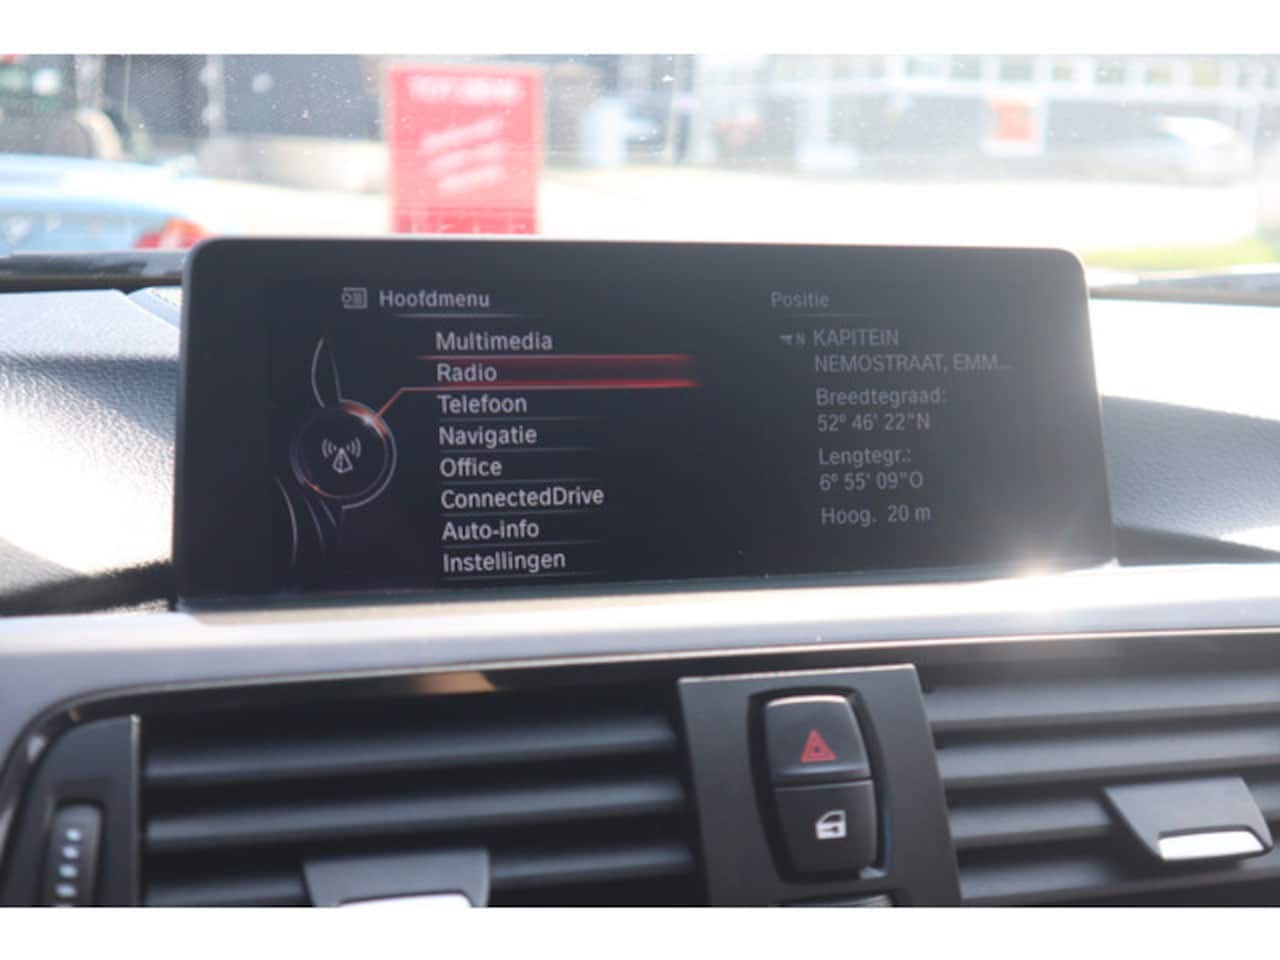 Hoofdmenu
Multimedia
Radio
Telefoon
Navigatie
Office
ConnectedDrive
Auto-info
Instellingen
Positie
N KAPITEIN
NEMOSTRAAT, EMM...
Breedtegraad:
52° 46' 22"N
Lengtegr.:
6° 55' 09"O
Hoog. 20 m